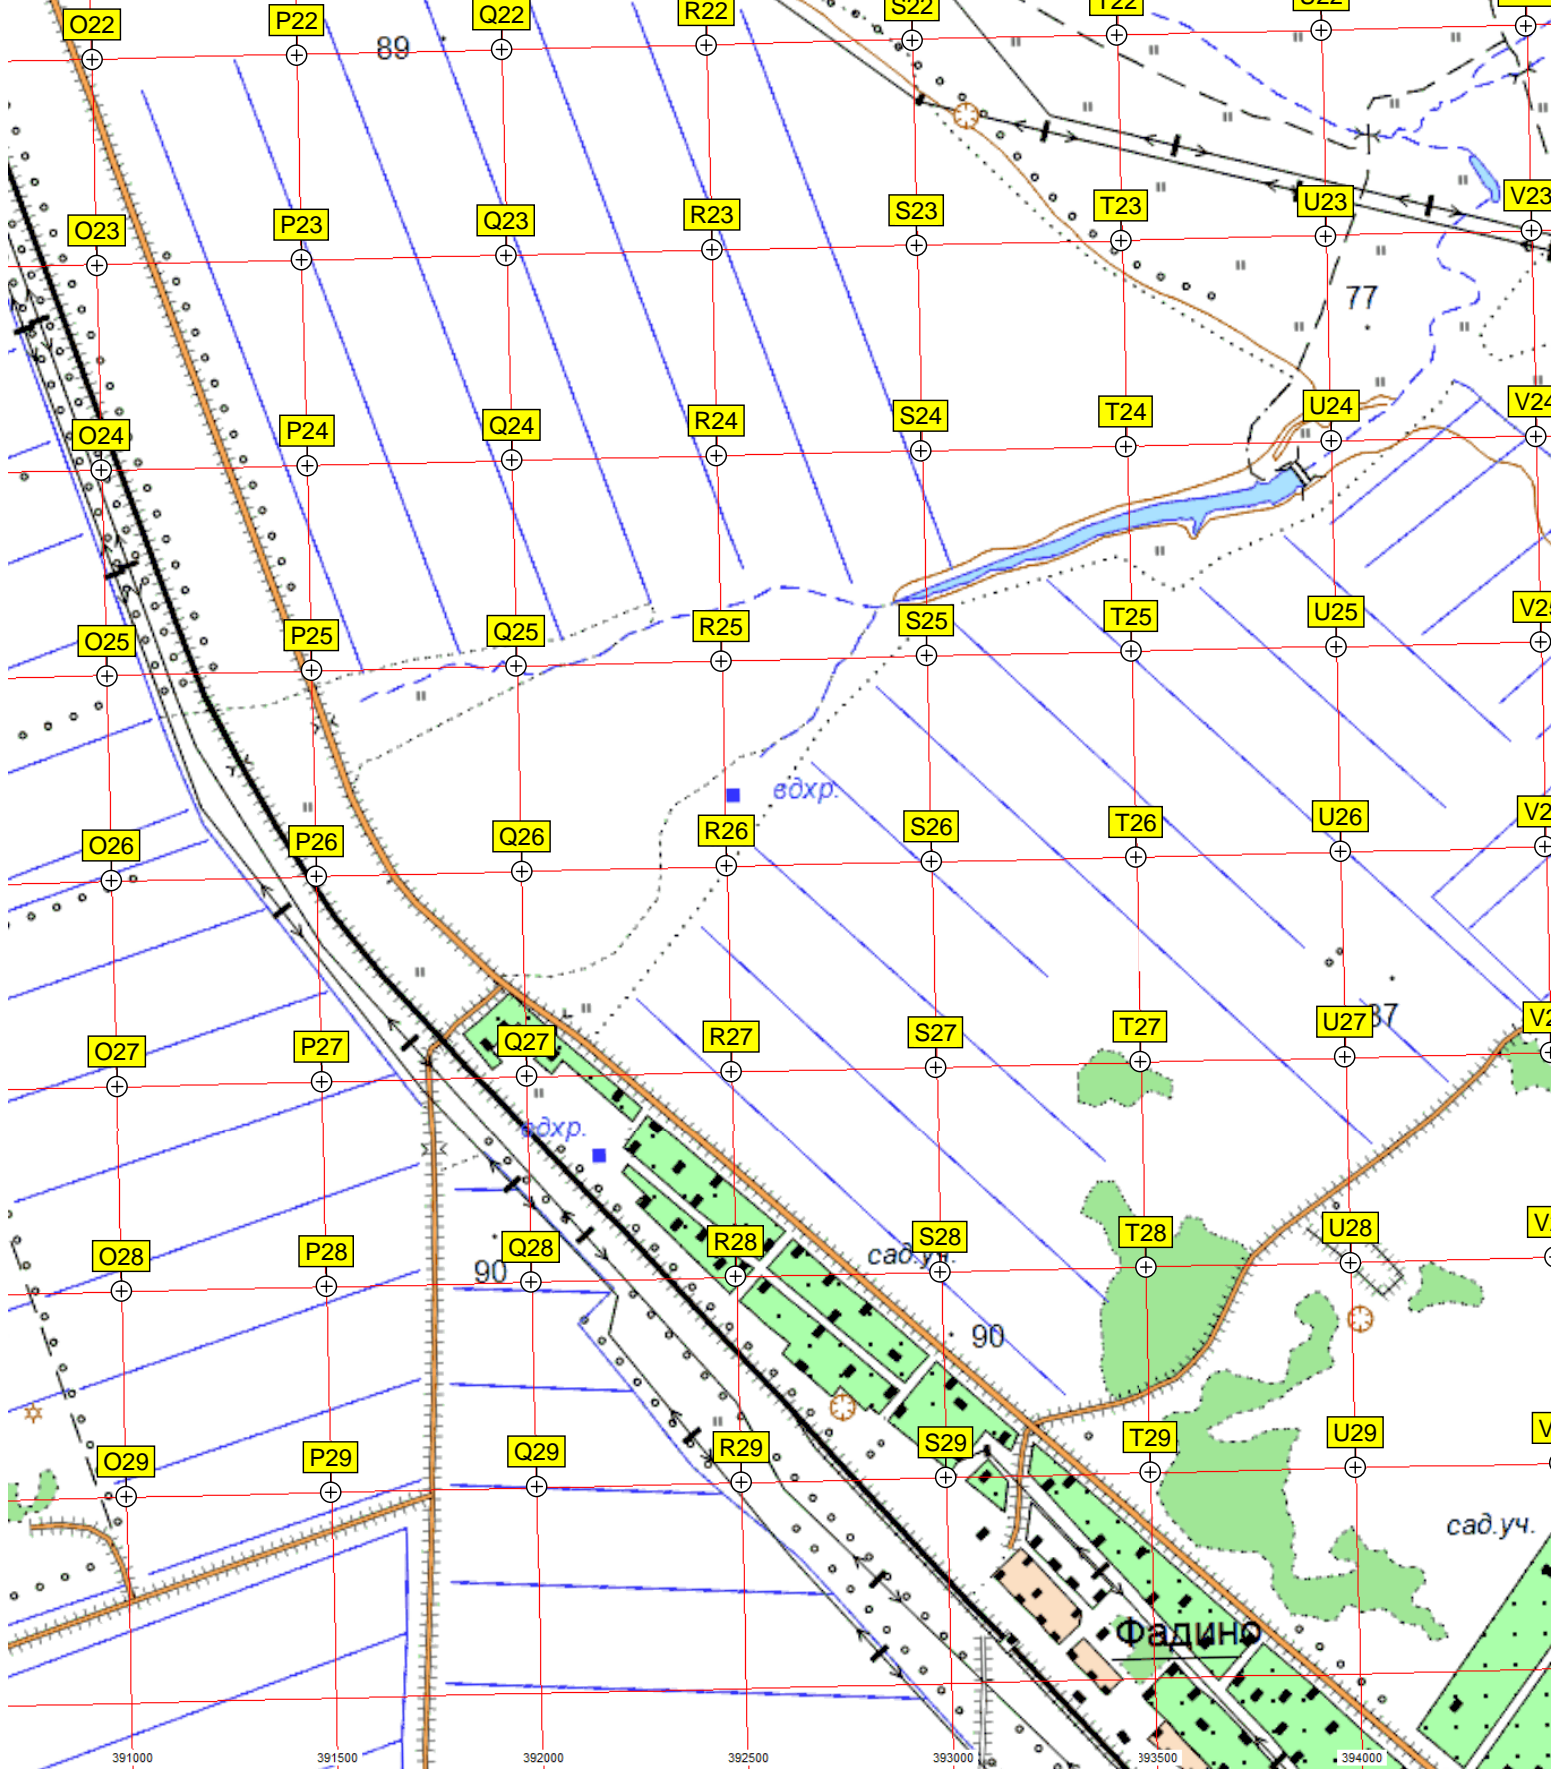 O22 P22 Q22 R22 S22 T22
89
O23 P23 Q23 R23 S23 T23 U23 V23
77
O24 P24 Q24 R24 S24 T24 U24 V24
O25 P25 Q25 R25 S25 T25 U25
вдхр.
O26 P26 Q26 R26 S26 T26 U26
O27 P27 Q27 R27 S27 T27 U27
вдхр.
O28 P28 Q28 R28 S28 T28 U28
90
сад.уч.
90
O29 P29 Q29 R29 S29 T29 U29
сад.уч.
Фадино
391000 391500 392000 392500 393000 393500 394000